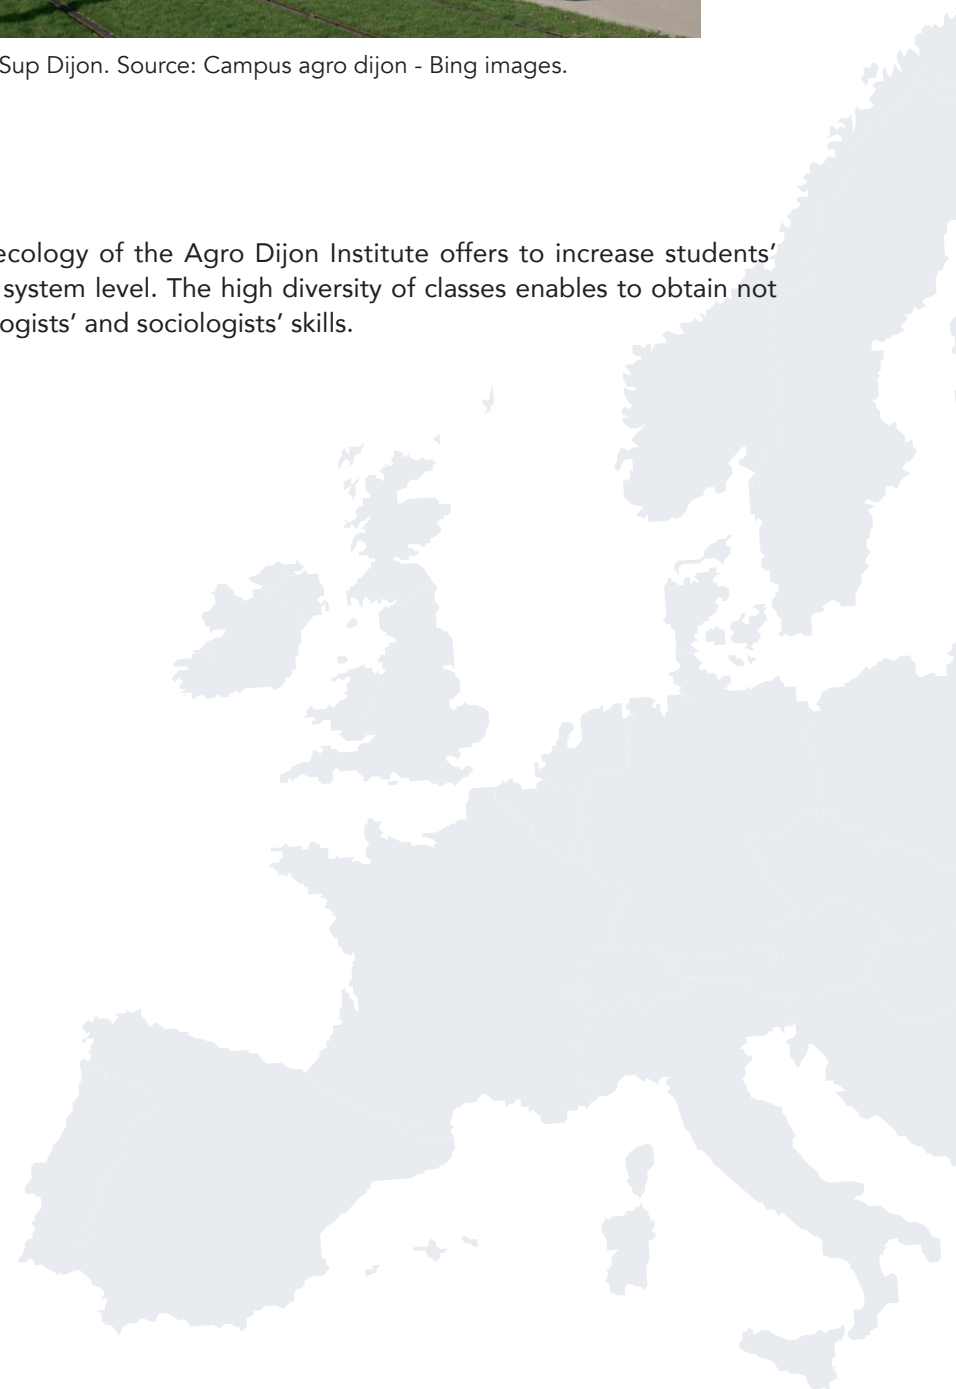 Sup Dijon. Source: Campus agro dijon - Bing images.
ecology of the Agro Dijon Institute offers to increase students’
system level. The high diversity of classes enables to obtain not
ogists’ and sociologists’ skills.